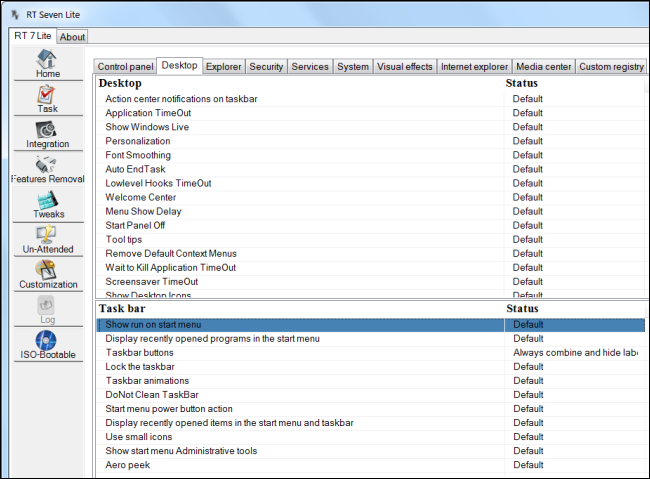 RT Seven Lite
RT 7 Lite About
Home
Task
Integration
Features Removal
Tweaks
Un-Attended
Customization
Log
ISO-Bootable
Control panel Desktop Explorer Security Services System Visual effects Internet explorer Media center Custom registry
Desktop Status
Action center notifications on taskbar Default
Application TimeOut Default
Show Windows Live Default
Personalization Default
Font Smoothing Default
Auto EndTask Default
Lowlevel Hooks TimeOut Default
Welcome Center Default
Menu Show Delay Default
Start Panel Off Default
Tool tips Default
Remove Default Context Menus Default
Wait to Kill Application TimeOut Default
Screensaver TimeOut Default
Show Desktop Icons Default
Task bar Status
Show run on start menu Default
Display recently opened programs in the start menu Default
Taskbar buttons Always combine and hide labe
Lock the taskbar Default
Taskbar animations Default
DoNot Clean TaskBar Default
Start menu power button action Default
Display recently opened items in the start menu and taskbar Default
Use small icons Default
Show start menu Administrative tools Default
Aero peek Default